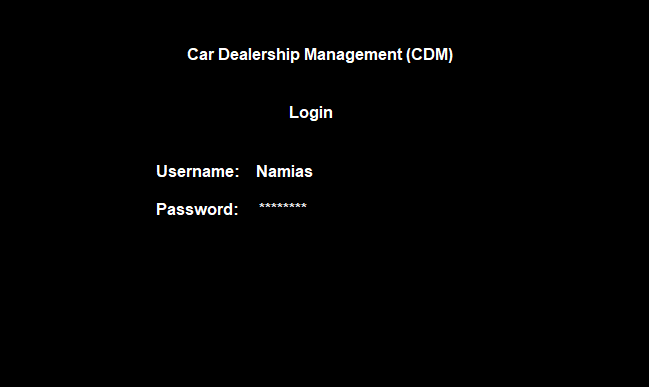 Car Dealership Management (CDM)
Login
Username: Namias
Password: ********